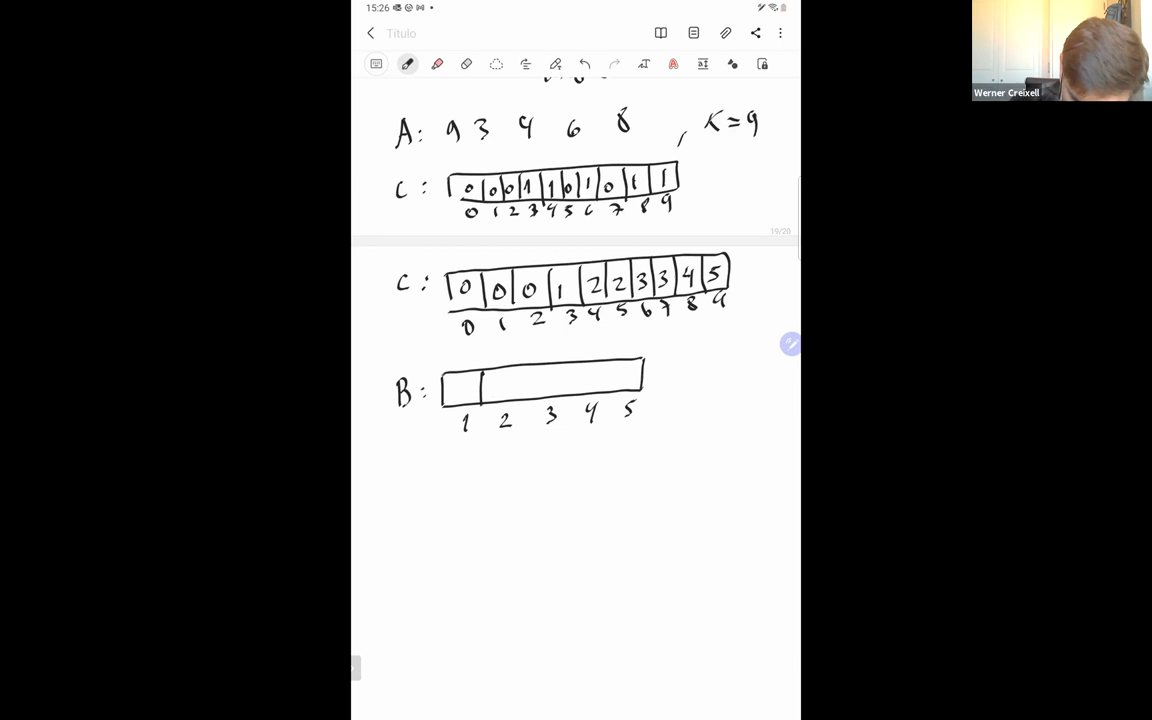 15:26
Título
A: 9 3 4 6 8 , K=9
C: 0 0 0 1 1 0 1 0 1 1
0 1 2 3 4 5 6 7 8 9
19/20
C: 0 0 0 1 2 2 3 3 4 5
0 1 2 3 4 5 6 7 8 9
B:
1 2 3 4 5
Werner Creixell